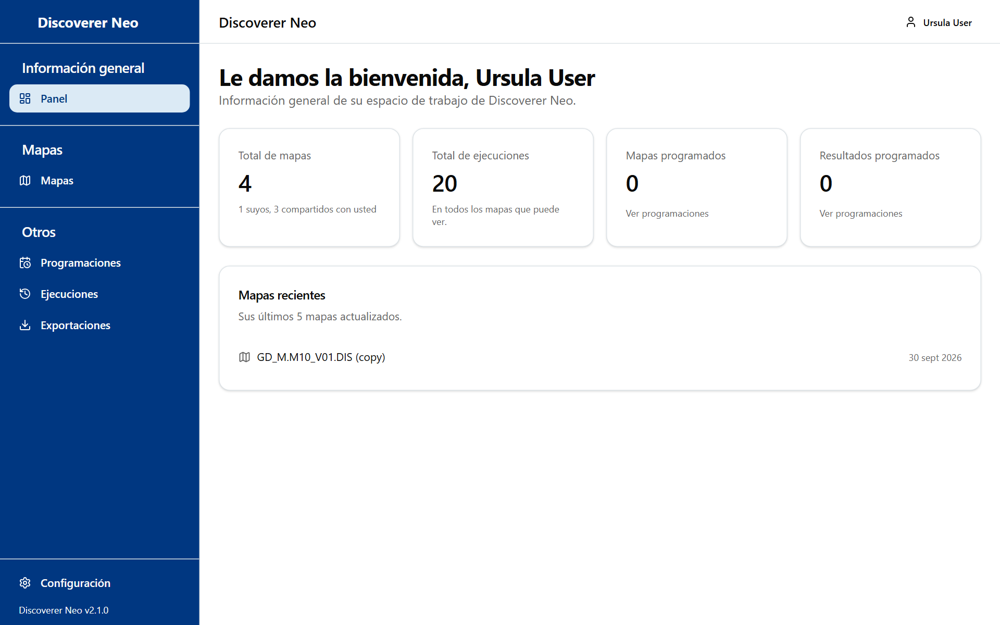 Discoverer Neo
Información general
Panel
Mapas
Mapas
Otros
Programaciones
Ejecuciones
Exportaciones
Configuración
Discoverer Neo v2.1.0
Discoverer Neo
Ursula User
Le damos la bienvenida, Ursula User
Información general de su espacio de trabajo de Discoverer Neo.
Total de mapas
4
1 suyos, 3 compartidos con usted
Total de ejecuciones
20
En todos los mapas que puede
ver.
Mapas programados
0
Ver programaciones
Resultados programados
0
Ver programaciones
Mapas recientes
Sus últimos 5 mapas actualizados.
GD_M.M10_V01.DIS (copy)
30 sept 2026